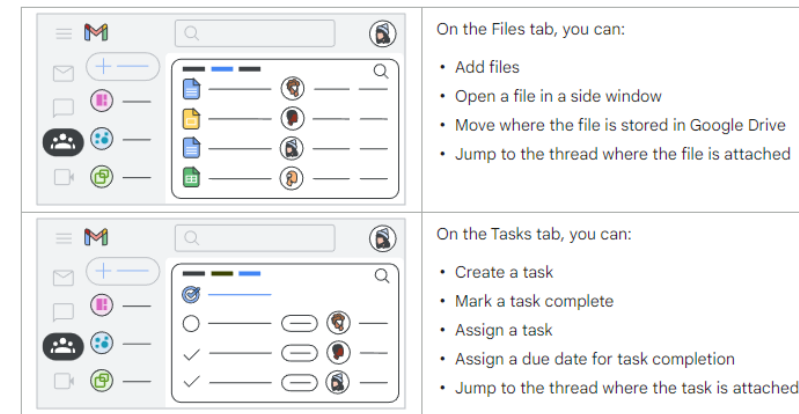 On the Files tab, you can:
• Add files
• Open a file in a side window
• Move where the file is stored in Google Drive
• Jump to the thread where the file is attached
On the Tasks tab, you can:
• Create a task
• Mark a task complete
• Assign a task
• Assign a due date for task completion
• Jump to the thread where the task is attached